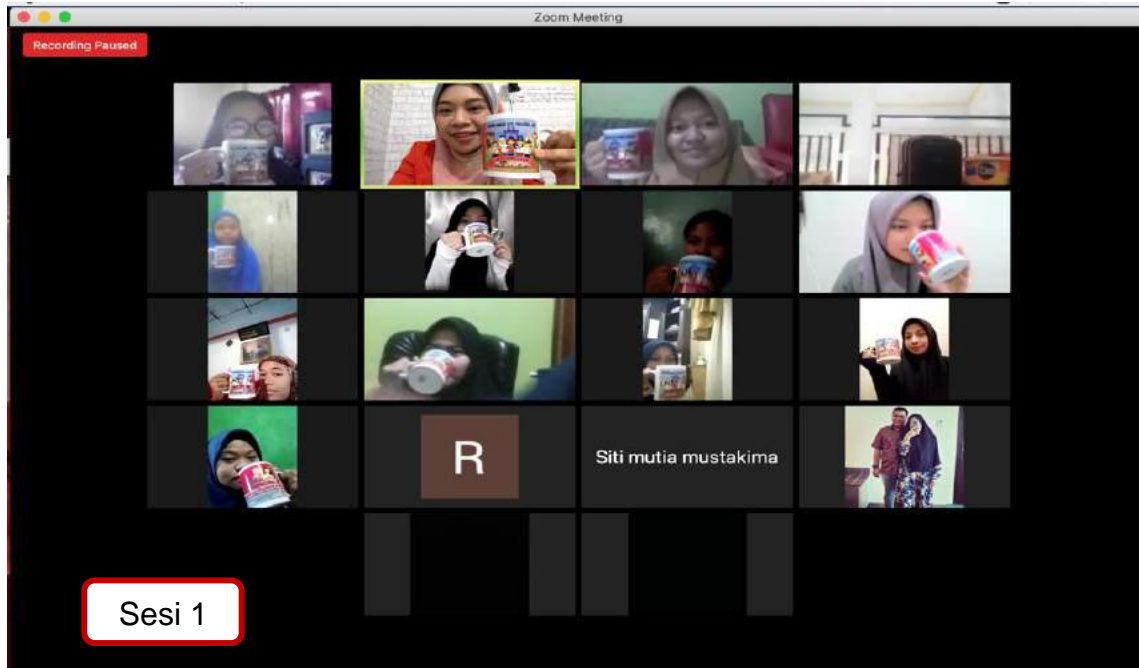 Zoom Meeting
Recording Paused
R
Siti mutia mustakima
Sesi 1